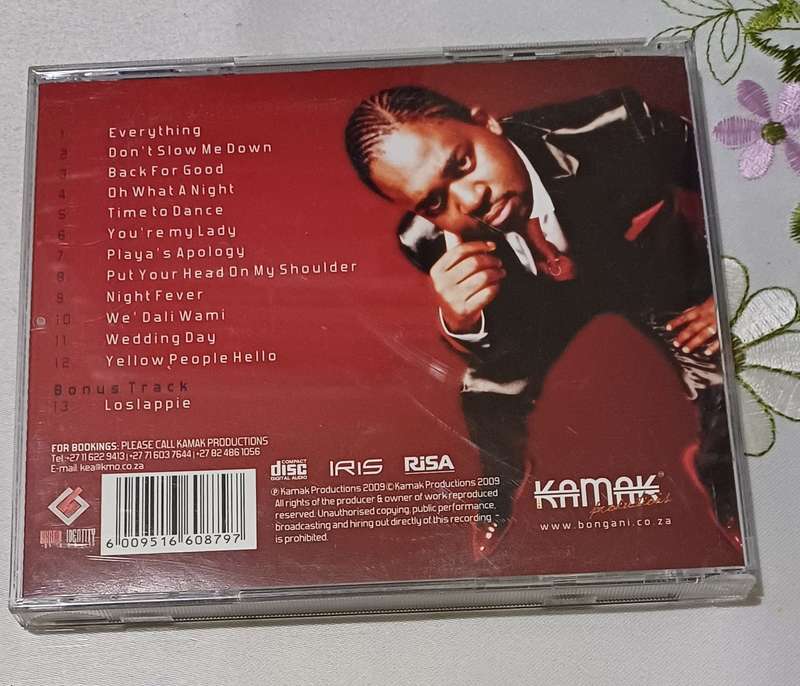 1 Everything
2 Don't Slow Me Down
3 Back For Good
4 Oh What A Night
5 Time to Dance
6 You're my Lady
7 Playa's Apology
8 Put Your Head On My Shoulder
9 Night Fever
10 We' Dali Wami
11 Wedding Day
12 Yellow People Hello
Bonus Track
13 Loslappie
FOR BOOKINGS: PLEASE CALL KAMAK PRODUCTIONS
Tel: +27 11 622 9413 | +27 71 603 7644 | +27 82 486 1056
E-mail: kea@kmo.co.za
COMPACT
disc
DIGITAL AUDIO
IRIS
RiSA
℗ Kamak Productions 2009 © Kamak Productions 2009
All rights of the producer & owner of work reproduced
reserved. Unauthorised copying, public performance,
broadcasting and hiring out directly of this recording
is prohibited.
6 009516 608797
IDENTITY
KAMAK
productions
www.bongani.co.za